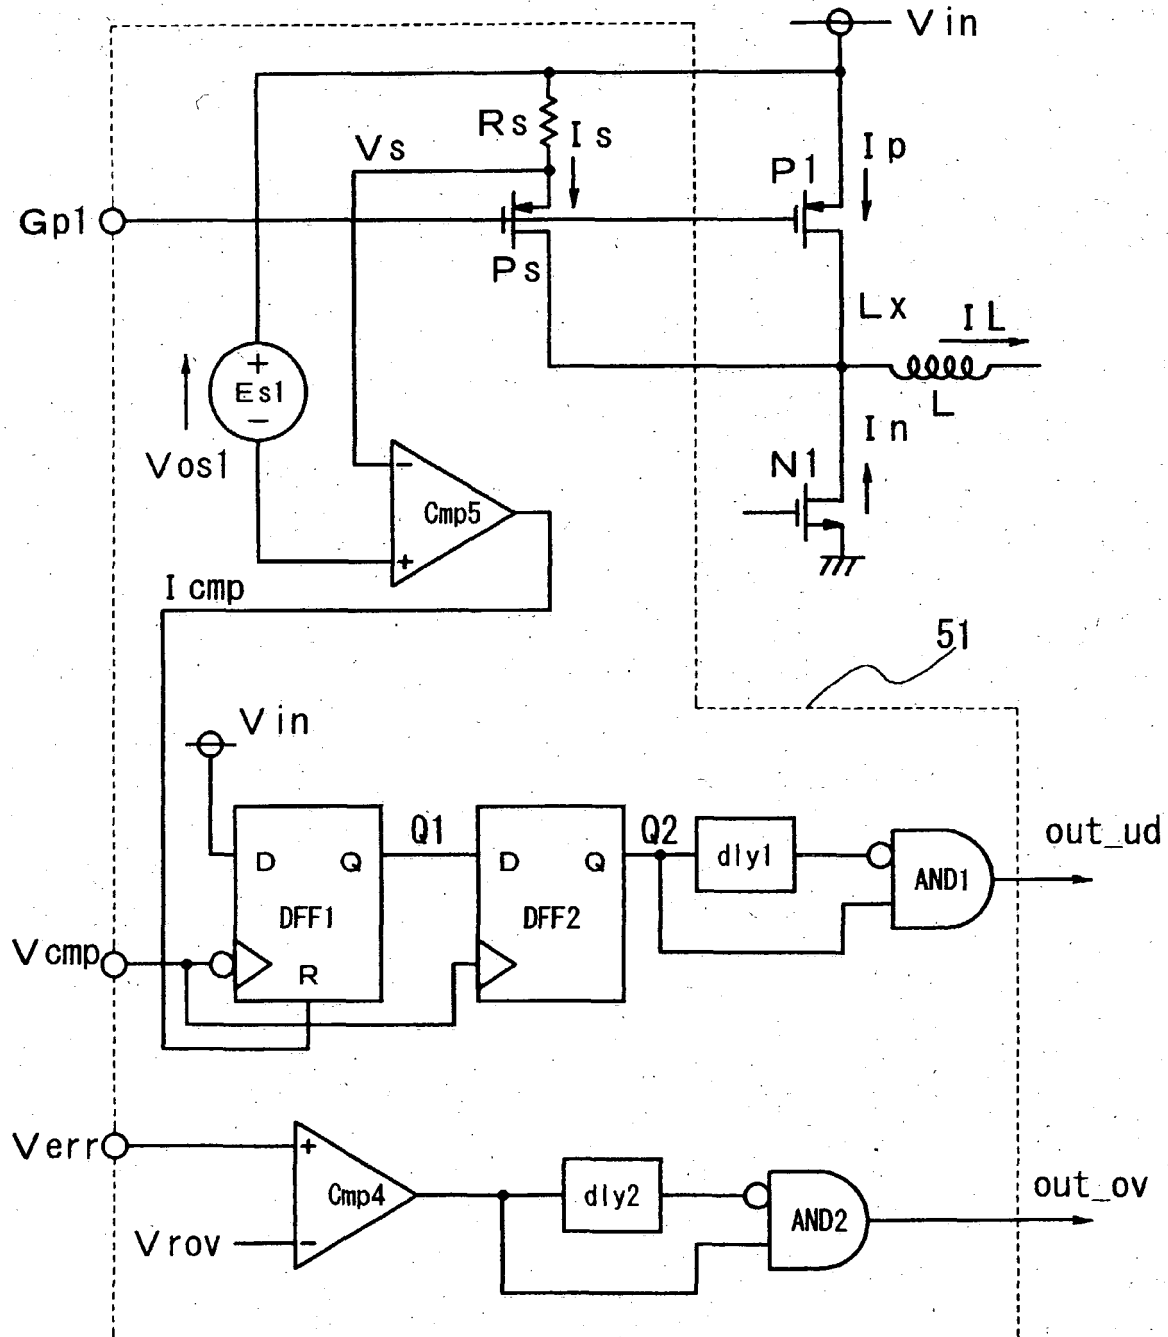 Vin
Rs
Is
Vs
Ip
P1
Gp1
Ps
Lx
IL
+
Es1
-
L
In
Vos1
N1
-
Cmp5
+
Icmp
51
Vin
Q1
Q2
out_ud
D
Q
D
Q
dly1
AND1
DFF1
DFF2
Vcmp
R
Verr
+
Cmp4
dly2
out_ov
AND2
Vrov
-